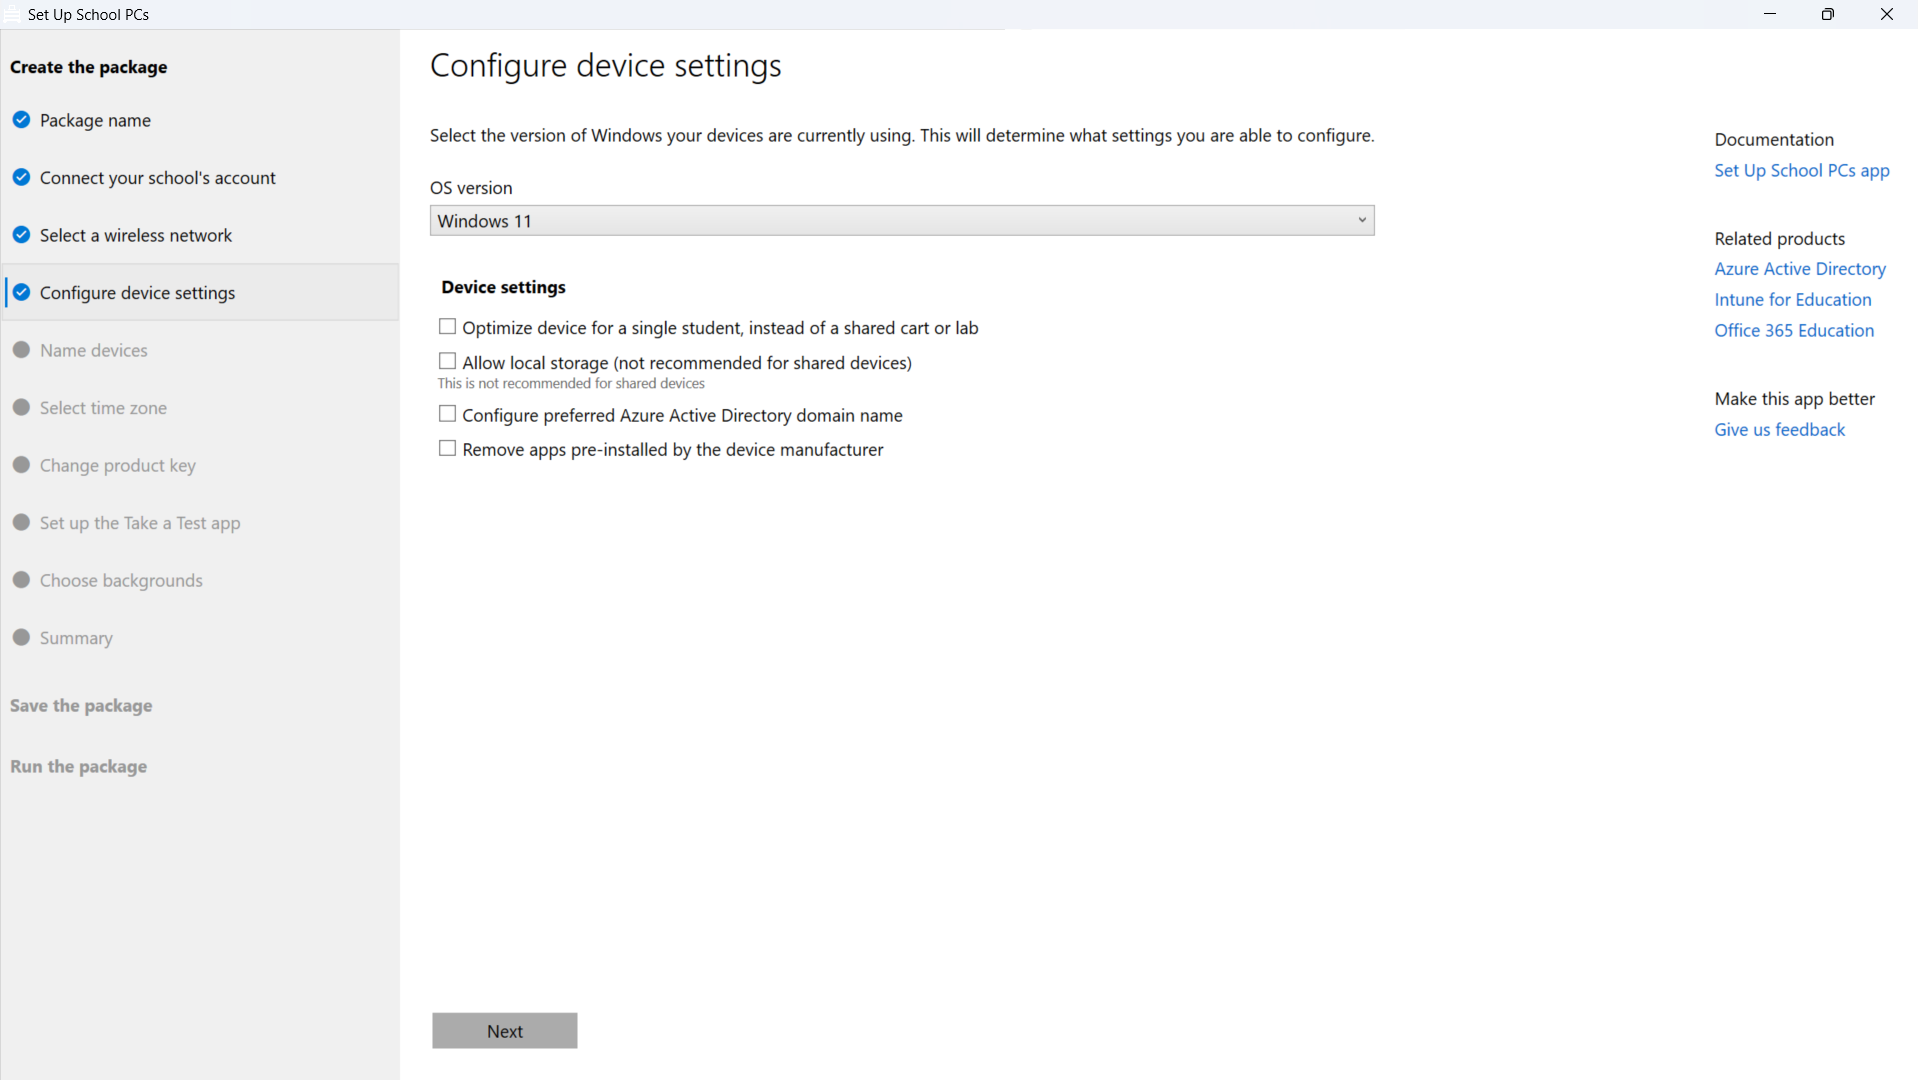 Set Up School PCs
Create the package
Package name
Connect your school's account
Select a wireless network
Configure device settings
Name devices
Select time zone
Change product key
Set up the Take a Test app
Choose backgrounds
Summary
Save the package
Run the package
Configure device settings
Select the version of Windows your devices are currently using. This will determine what settings you are able to configure.
OS version
Windows 11
Device settings
Optimize device for a single student, instead of a shared cart or lab
Allow local storage (not recommended for shared devices)
This is not recommended for shared devices
Configure preferred Azure Active Directory domain name
Remove apps pre-installed by the device manufacturer
Next
Documentation
Set Up School PCs app
Related products
Azure Active Directory
Intune for Education
Office 365 Education
Make this app better
Give us feedback